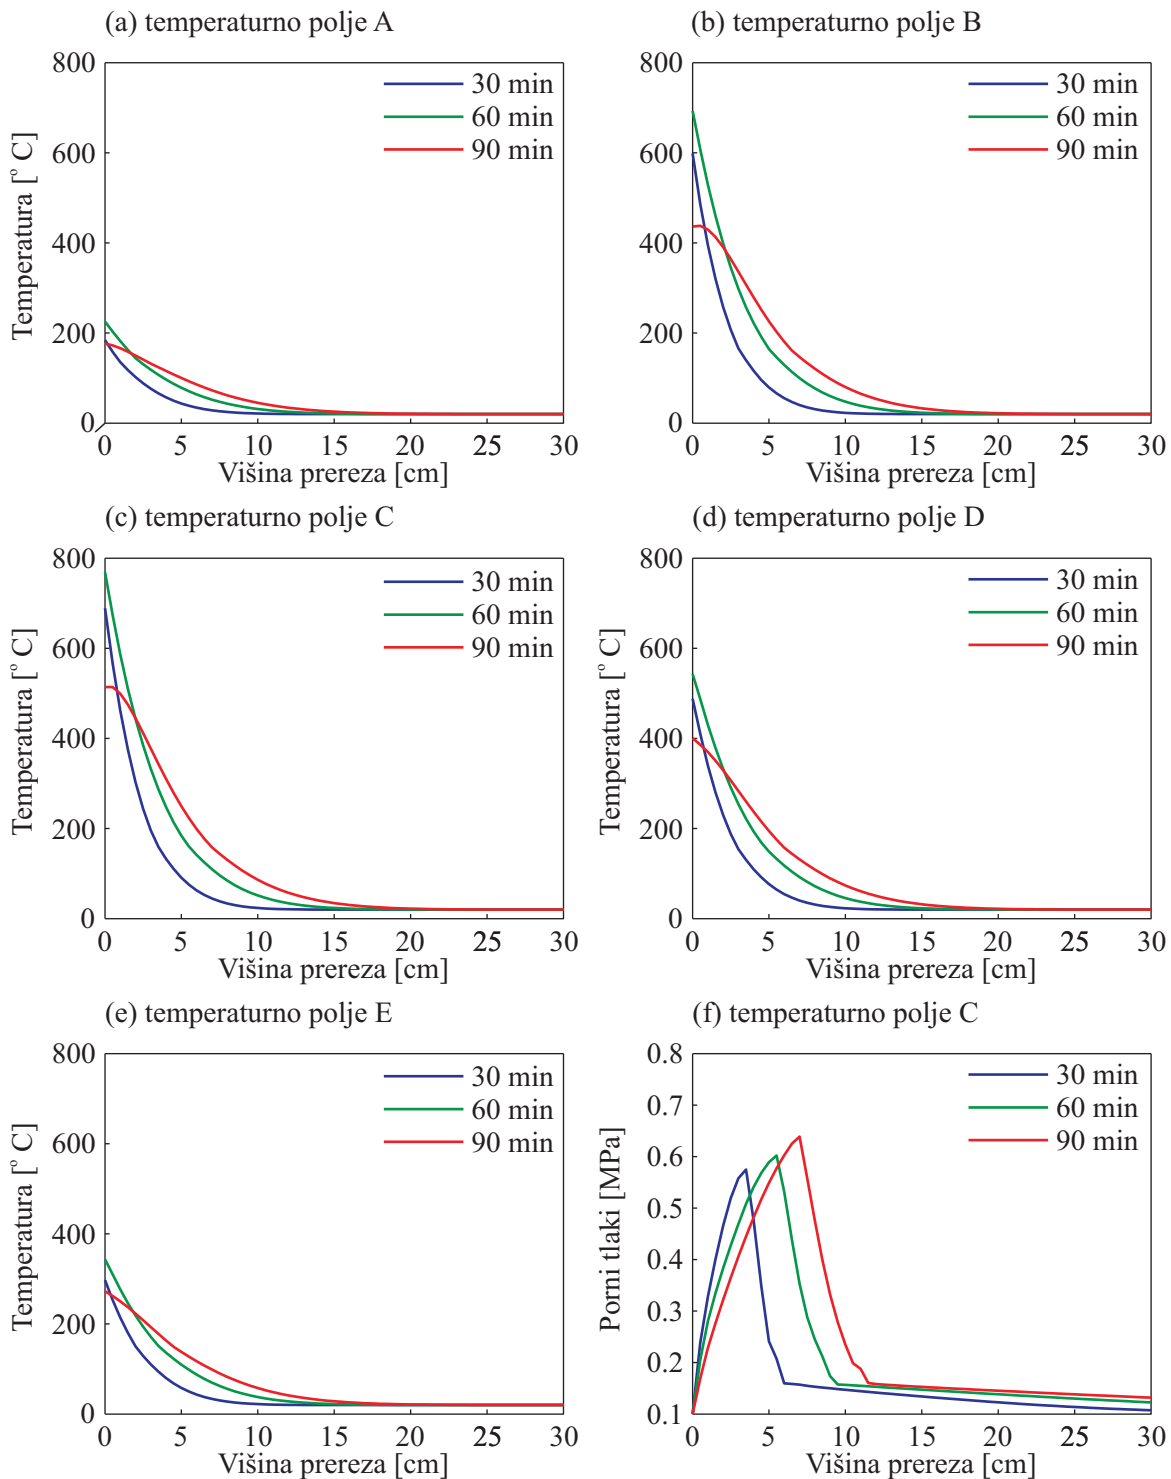 (a) temperaturno polje A
800
600
400
200
0
Temperatura [° C]
30 min
60 min
90 min
0 5 10 15 20 25 30
Višina prereza [cm]
(b) temperaturno polje B
800
600
400
200
0
Temperatura [° C]
30 min
60 min
90 min
0 5 10 15 20 25 30
Višina prereza [cm]
(c) temperaturno polje C
800
600
400
200
0
Temperatura [° C]
30 min
60 min
90 min
0 5 10 15 20 25 30
Višina prereza [cm]
(d) temperaturno polje D
800
600
400
200
0
Temperatura [° C]
30 min
60 min
90 min
0 5 10 15 20 25 30
Višina prereza [cm]
(e) temperaturno polje E
800
600
400
200
0
Temperatura [° C]
30 min
60 min
90 min
0 5 10 15 20 25 30
Višina prereza [cm]
(f) temperaturno polje C
0.8
0.7
0.6
0.5
0.4
0.3
0.2
0.1
Porni tlaki [MPa]
30 min
60 min
90 min
0 5 10 15 20 25 30
Višina prereza [cm]